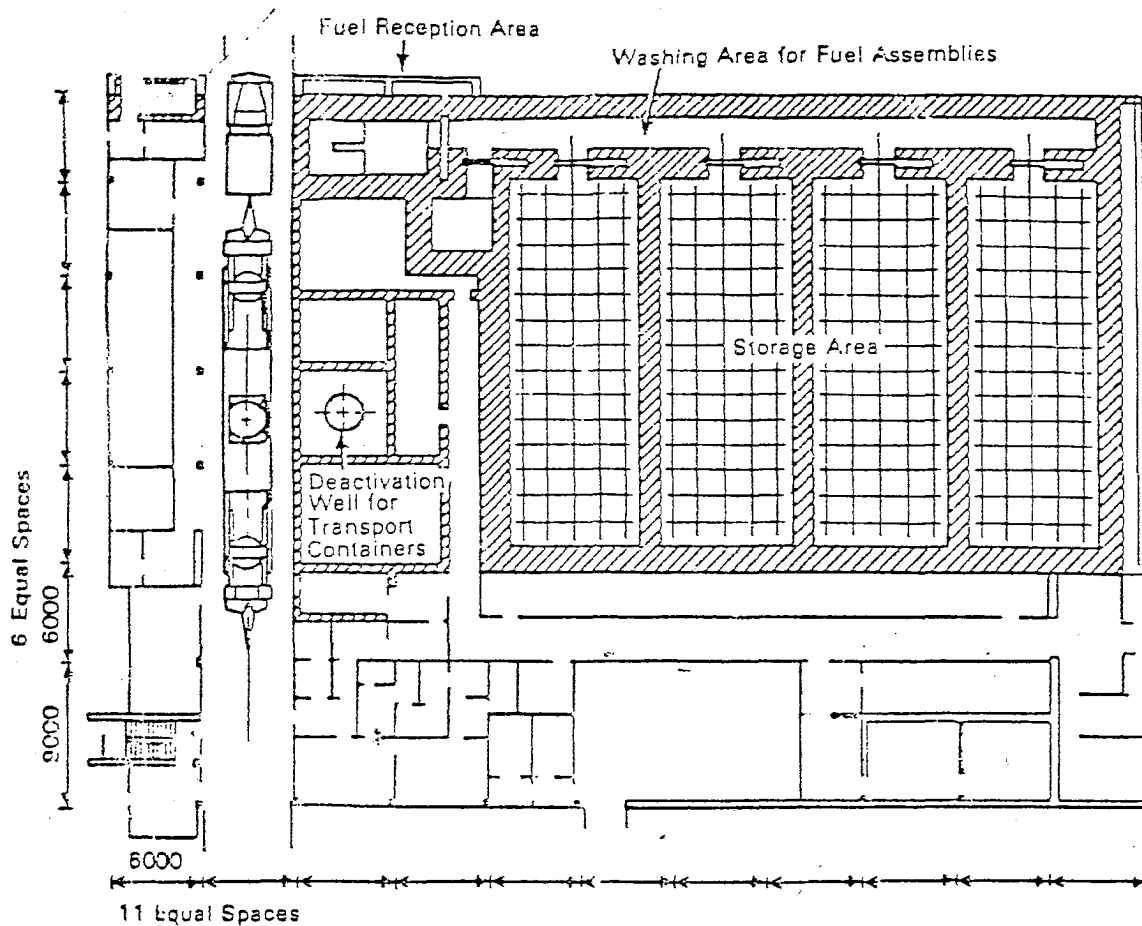 Fuel Reception Area
Washing Area for Fuel Assemblies
Storage Area
Deactivation
Well for
Transport
Containers
6 Equal Spaces
6000
9000
6000
11 Equal Spaces